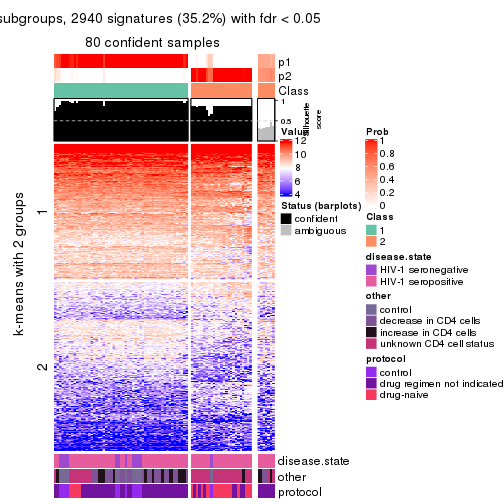 subgroups, 2940 signatures (35.2%) with fdr < 0.05
80 confident samples
p1
p2
Class
1
0.5
0
Silhouette
score
k-means with 2 groups
1
2
disease.state
other
protocol
Value
12
10
8
6
4
Status (barplots)
confident
ambiguous
Prob
1
0.8
0.6
0.4
0.2
0
Class
1
2
disease.state
HIV-1 seronegative
HIV-1 seropositive
other
control
decrease in CD4 cells
increase in CD4 cells
unknown CD4 cell status
protocol
control
drug regimen not indicated
drug-naive